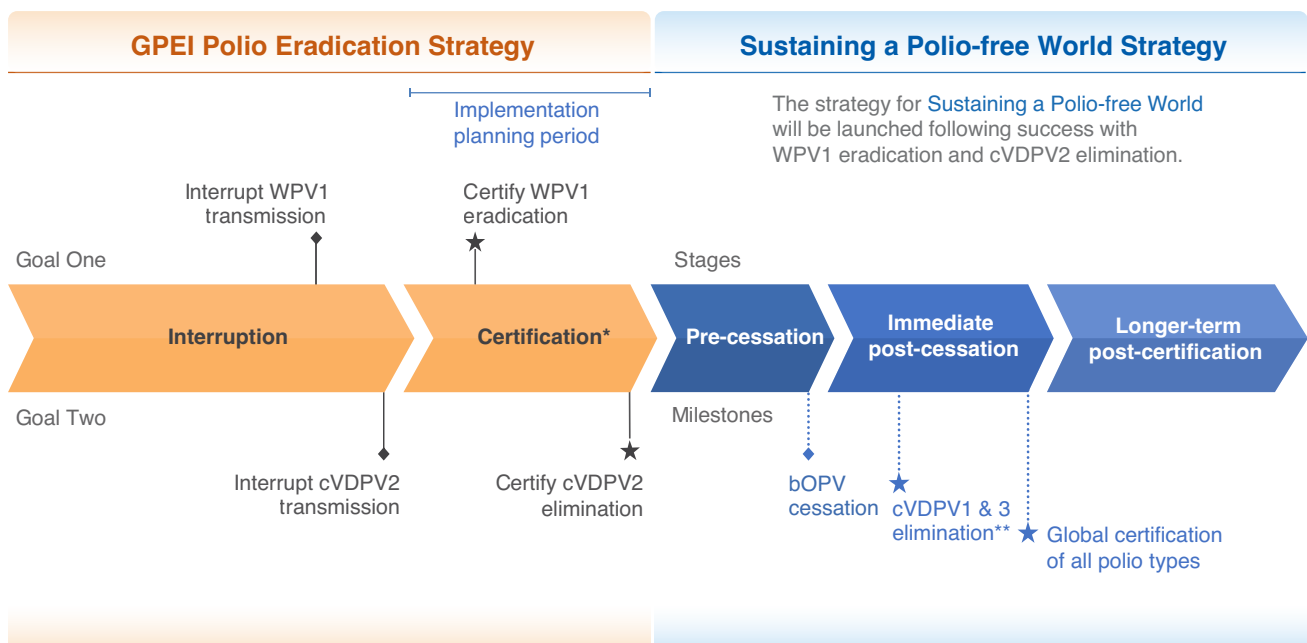 GPEI Polio Eradication Strategy
Sustaining a Polio-free World Strategy
Implementation
planning period
The strategy for Sustaining a Polio-free World
will be launched following success with
WPV1 eradication and cVDPV2 elimination.
Interrupt WPV1
transmission
Certify WPV1
eradication
Goal One
Stages
Interruption
Certification*
Pre-cessation
Immediate
post-cessation
Longer-term
post-certification
Goal Two
Milestones
Interrupt cVDPV2
transmission
Certify cVDPV2
elimination
bOPV
cessation
cVDPV1 & 3
elimination**
Global certification
of all polio types